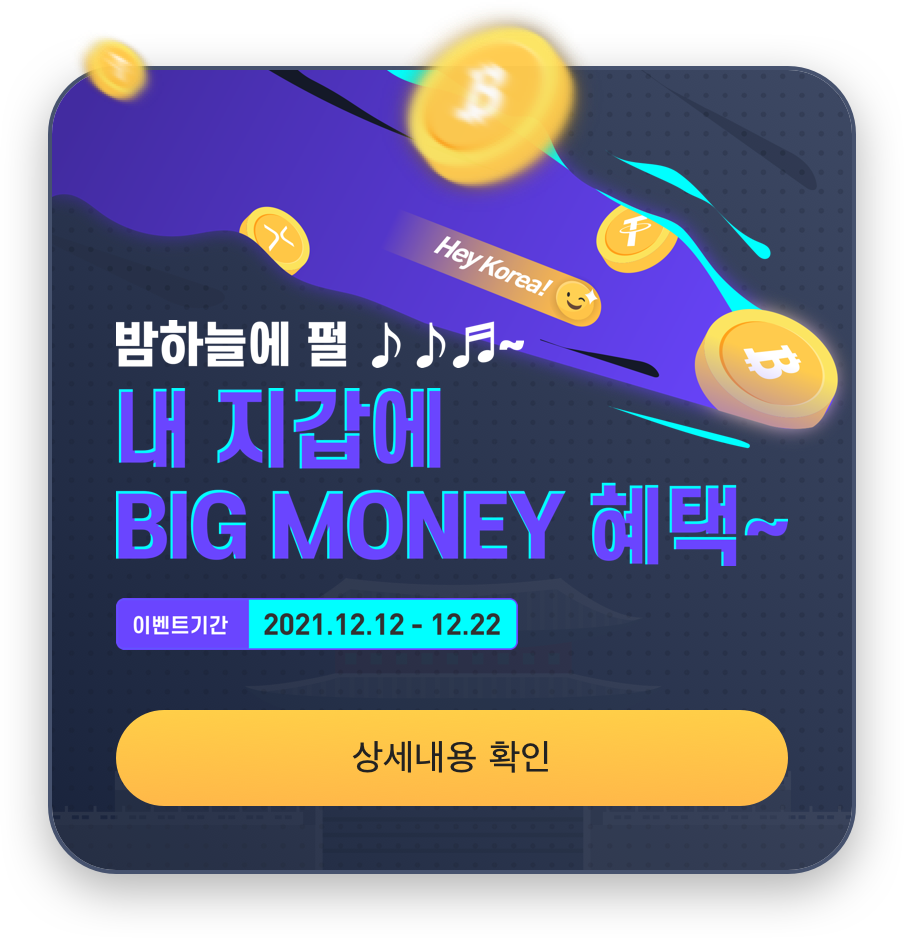 Hey Korea!
밤하늘에 펄 ♪♪♬~
내 지갑에
BIG MONEY 혜택~
이벤트기간 2021.12.12 - 12.22
상세내용 확인